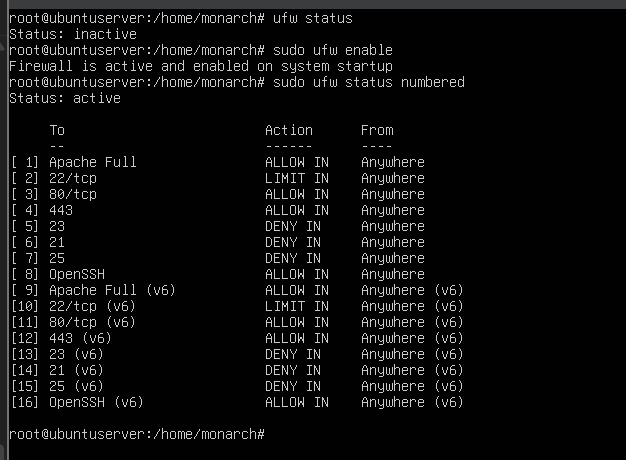 root@ubuntuserver:/home/monarch# ufw status
Status: inactive
root@ubuntuserver:/home/monarch# sudo ufw enable
Firewall is active and enabled on system startup
root@ubuntuserver:/home/monarch# sudo ufw status numbered
Status: active

     To                         Action      From
     --                         ------      ----
[ 1] Apache Full                ALLOW IN    Anywhere
[ 2] 22/tcp                     LIMIT IN    Anywhere
[ 3] 80/tcp                     ALLOW IN    Anywhere
[ 4] 443                        ALLOW IN    Anywhere
[ 5] 23                         DENY IN     Anywhere
[ 6] 21                         DENY IN     Anywhere
[ 7] 25                         DENY IN     Anywhere
[ 8] OpenSSH                    ALLOW IN    Anywhere
[ 9] Apache Full (v6)           ALLOW IN    Anywhere (v6)
[10] 22/tcp (v6)                LIMIT IN    Anywhere (v6)
[11] 80/tcp (v6)                ALLOW IN    Anywhere (v6)
[12] 443 (v6)                   ALLOW IN    Anywhere (v6)
[13] 23 (v6)                    DENY IN     Anywhere (v6)
[14] 21 (v6)                    DENY IN     Anywhere (v6)
[15] 25 (v6)                    DENY IN     Anywhere (v6)
[16] OpenSSH (v6)               ALLOW IN    Anywhere (v6)

root@ubuntuserver:/home/monarch#